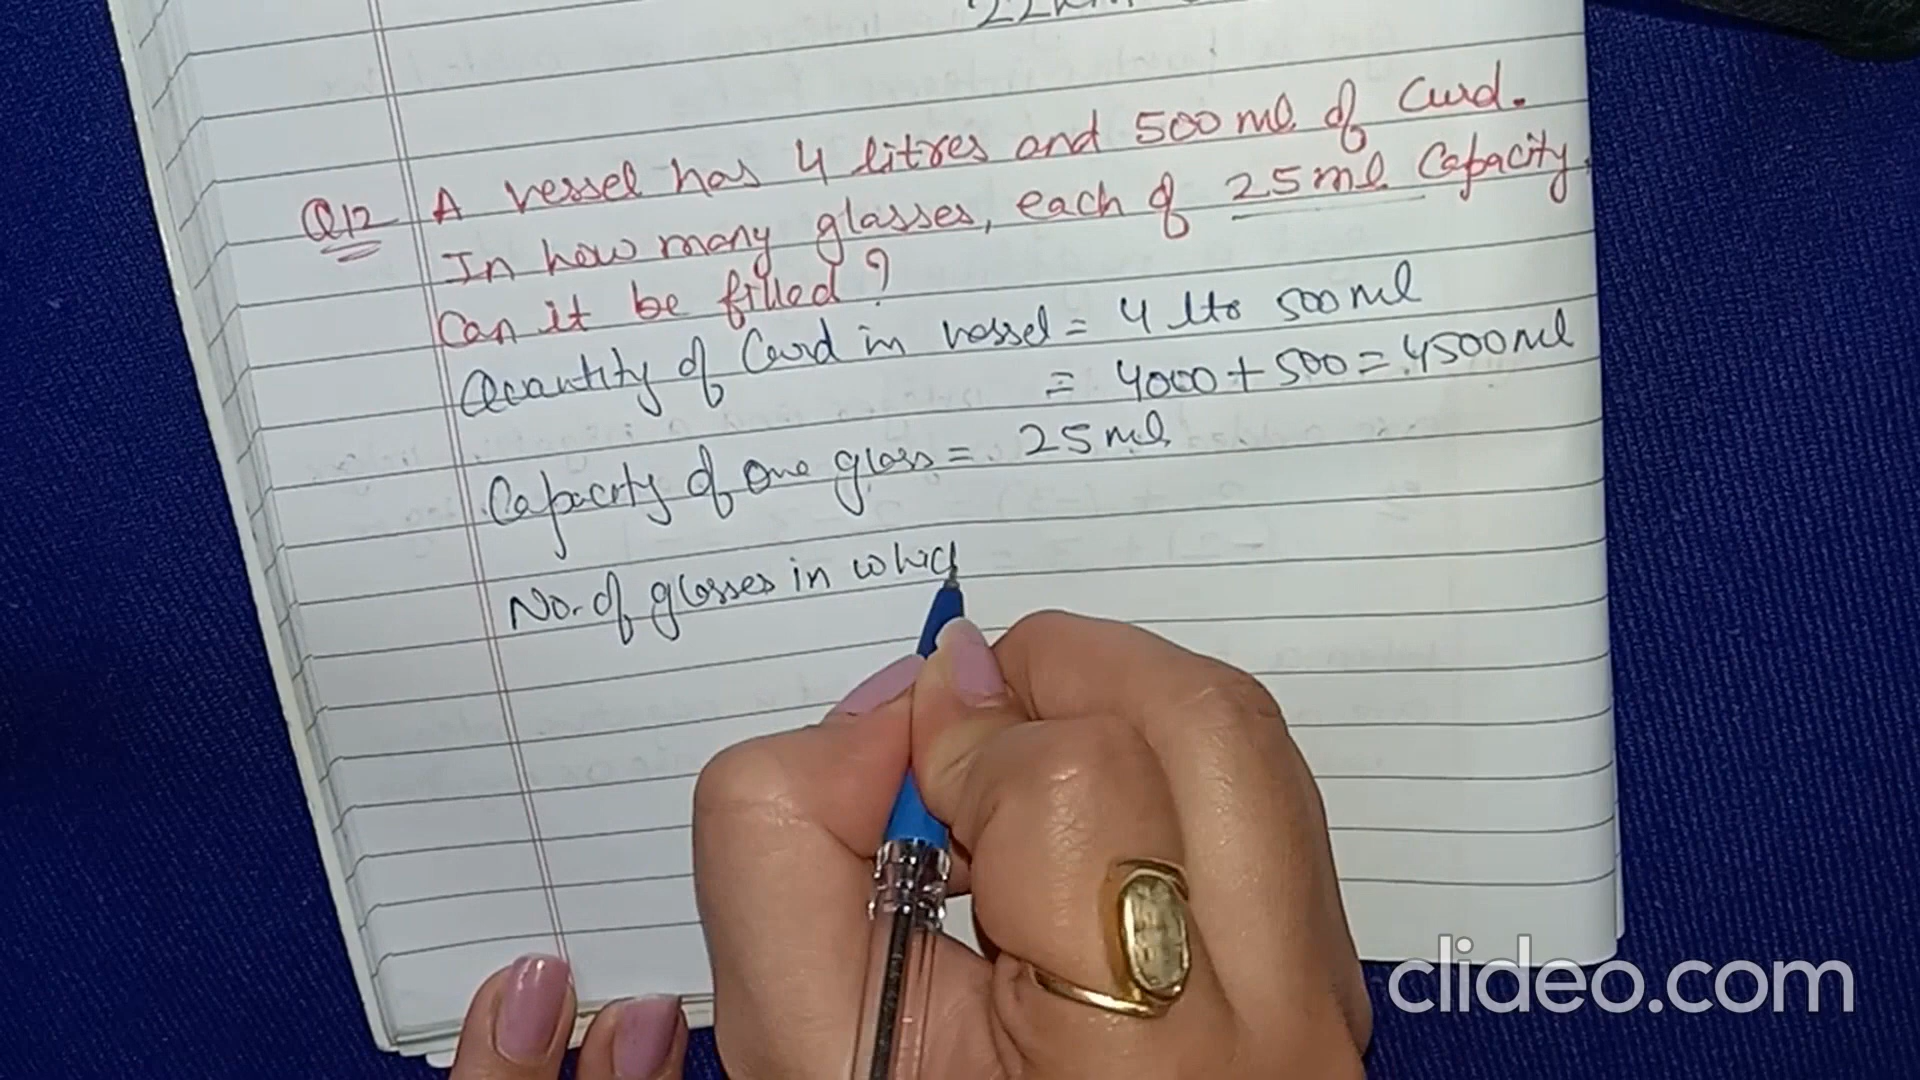 Q12 A vessel has 4 litres and 500 ml of Curd.
In how many glasses, each of 25 ml Capacity,
Can it be filled?
Quantity of Curd in vessel = 4 ltr 500 ml
= 4000 + 500 = 4500 ml
Capacity of one glass = 25 ml
No. of glasses in whic
clideo.com